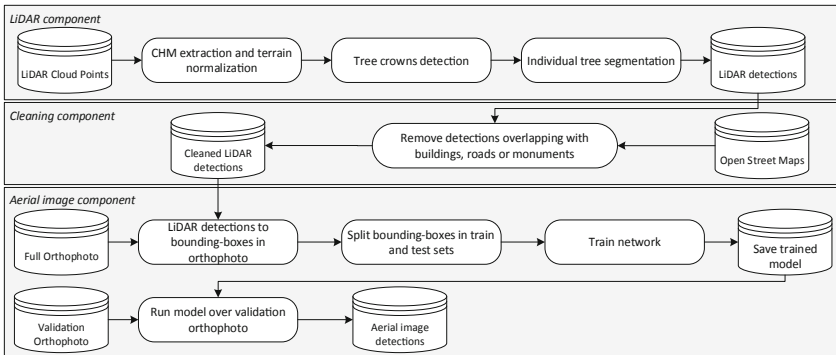 LiDAR component
LiDAR Cloud Points
CHM extraction and terrain
normalization
Tree crowns detection
Individual tree segmentation
LiDAR detections
Cleaning component
Cleaned LiDAR
detections
Remove detections overlapping with
buildings, roads or monuments
Open Street Maps
Aerial image component
Full Orthophoto
LiDAR detections to
bounding-boxes in
orthophoto
Split bounding-boxes in train
and test sets
Train network
Save trained
model
Validation
Orthophoto
Run model over validation
orthophoto
Aerial image
detections